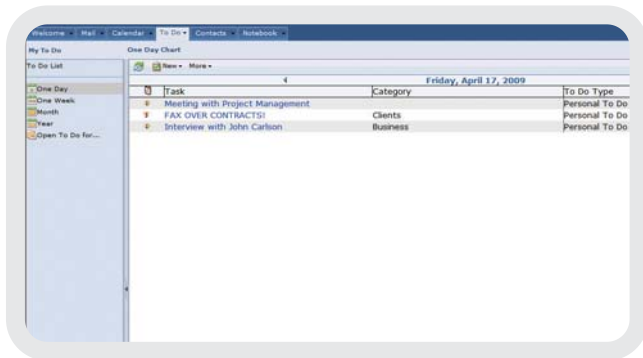 Welcome Mail Calendar To Do Contacts Notebook
My To Do One Day Chart
To Do List New More
Friday, April 17, 2009
One Day Task Category To Do Type
One Week Meeting with Project Management Personal To Do
Month FAX OVER CONTRACTS! Clients Personal To Do
Year Interview with John Carlson Business Personal To Do
Open To Do for...